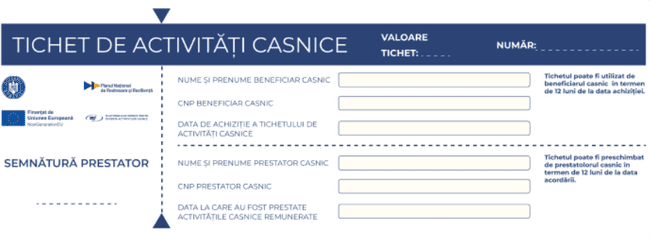 TICHET DE ACTIVITĂȚI CASNICE
VALOARE
TICHET:
NUMĂR:
Planul Național
de Redresare și Reziliență
Finanțat de
Uniunea Europeană
NextGenerationEU
SEMNĂTURĂ PRESTATOR
NUME ȘI PRENUME BENEFICIAR CASNIC
CNP BENEFICIAR CASNIC
DATA DE ACHIZIȚIE A TICHETULUI DE
ACTIVITĂȚI CASNICE
Tichetul poate fi utilizat de
beneficiarul casnic în termen
de 12 luni de la data achiziției.
NUME ȘI PRENUME PRESTATOR CASNIC
CNP PRESTATOR CASNIC
DATA LA CARE AU FOST PRESTATE
ACTIVITĂȚILE CASNICE REMUNERATE
Tichetul poate fi preschimbat
de prestatolorul casnic în
termen de 12 luni de la data
acordării.